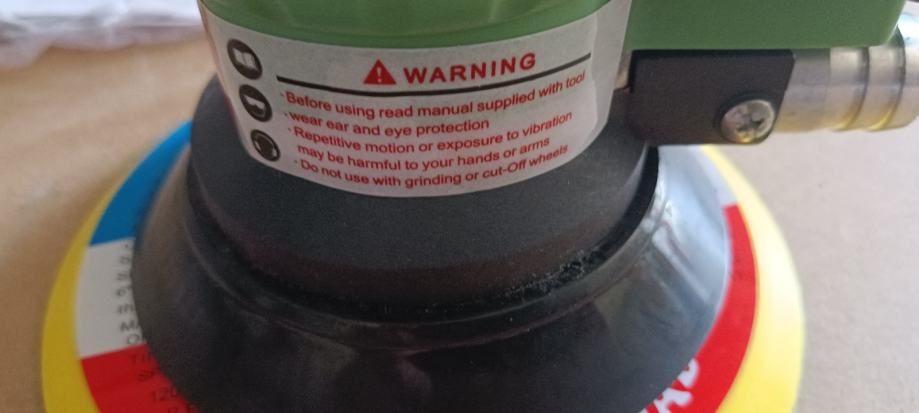 WARNING
·Before using read manual supplied with tool
·wear ear and eye protection
·Repetitive motion or exposure to vibration
may be harmful to your hands or arms
·Do not use with grinding or cut-Off wheels